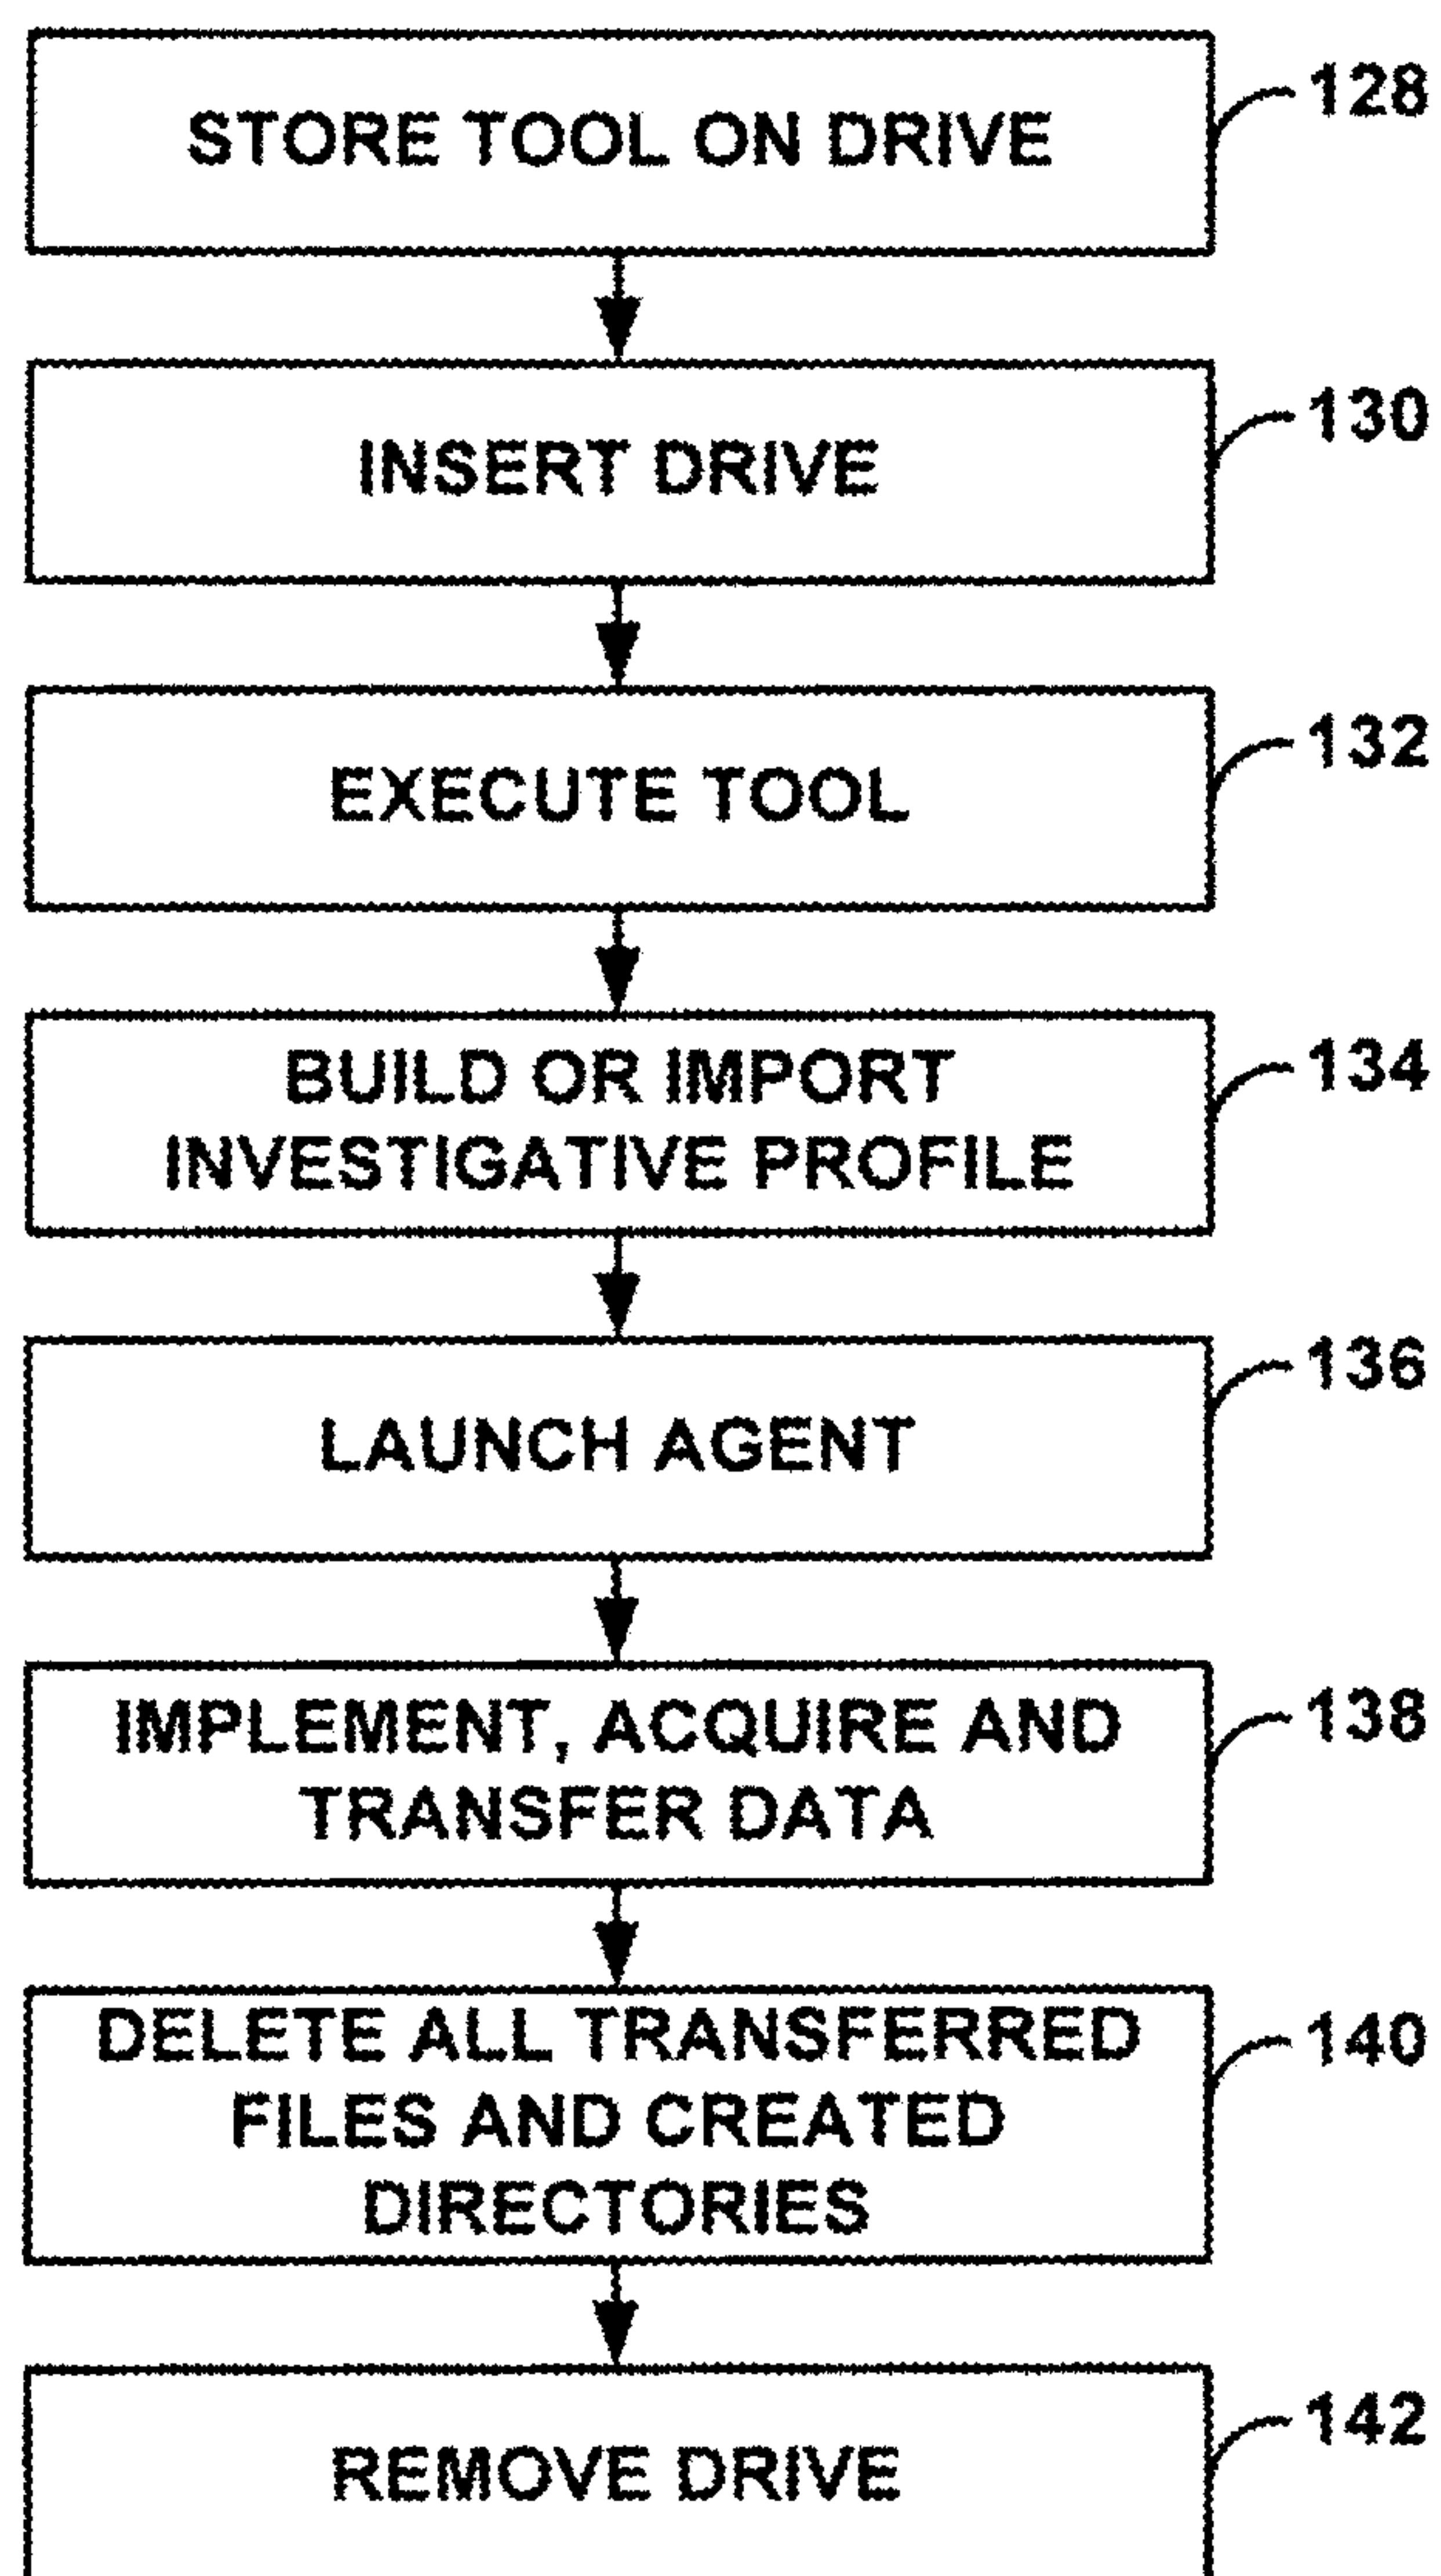 STORE TOOL ON DRIVE
128
INSERT DRIVE
130
EXECUTE TOOL
132
BUILD OR IMPORT
INVESTIGATIVE PROFILE
134
LAUNCH AGENT
136
IMPLEMENT, ACQUIRE AND
TRANSFER DATA
138
DELETE ALL TRANSFERRED
FILES AND CREATED
DIRECTORIES
140
REMOVE DRIVE
142